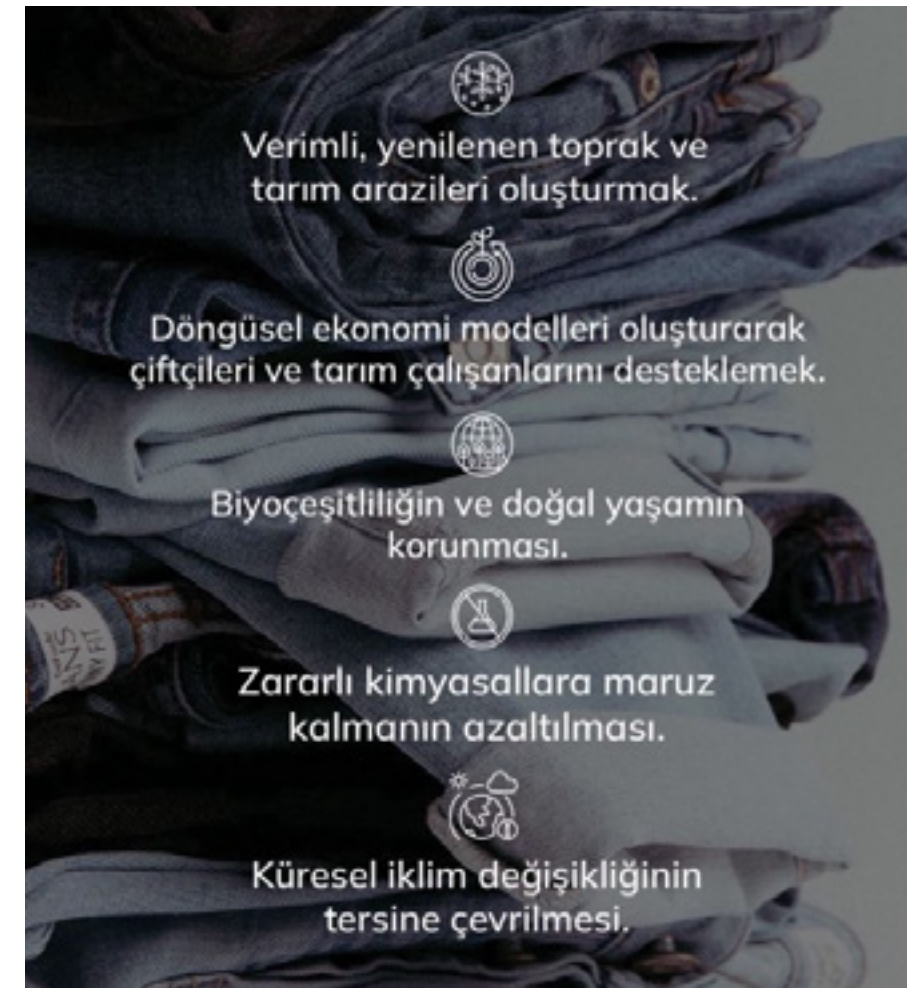 Verimli, yenilenen toprak ve
tarım arazileri oluşturmak.
Döngüsel ekonomi modelleri oluşturarak
çiftçileri ve tarım çalışanlarını desteklemek.
Biyoçeşitliliğin ve doğal yaşamın
korunması.
Zararlı kimyasallara maruz
kalmanın azaltılması.
Küresel iklim değişikliğinin
tersine çevrilmesi.